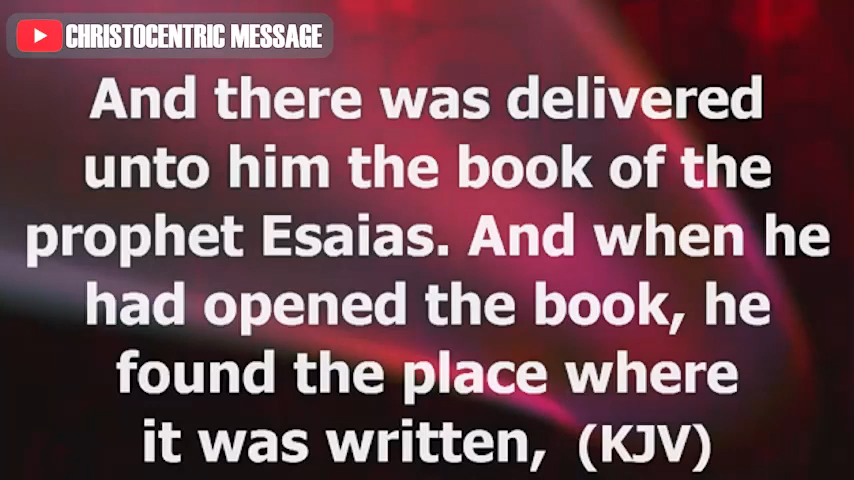 CHRISTOCENTRIC MESSAGE
And there was delivered
unto him the book of the
prophet Esaias. And when he
had opened the book, he
found the place where
it was written, (KJV)